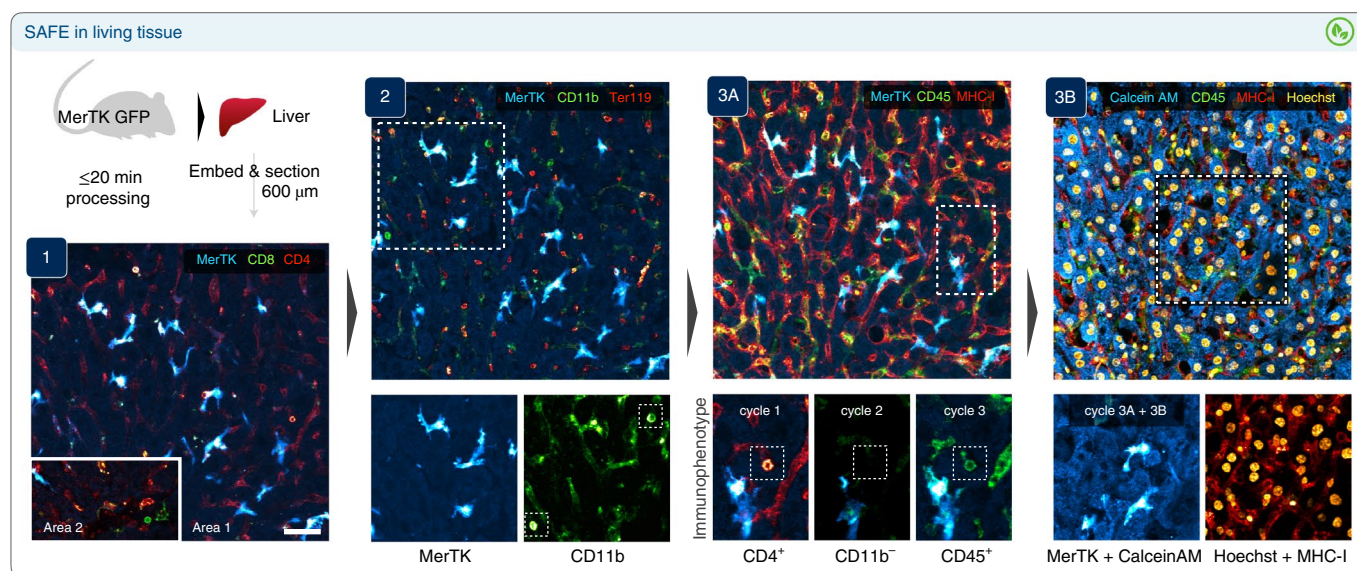 SAFE in living tissue
MerTK GFP
Liver
≤20 min
processing
Embed & section
600 μm
1
MerTK CD8 CD4
Area 2
Area 1
2
MerTK CD11b Ter119
MerTK
CD11b
3A
MerTK CD45 MHC-I
Immunophenotype
cycle 1
cycle 2
cycle 3
CD4⁺
CD11b⁻
CD45⁺
3B
Calcein AM CD45 MHC-I Hoechst
cycle 3A + 3B
MerTK + CalceinAM
Hoechst + MHC-I